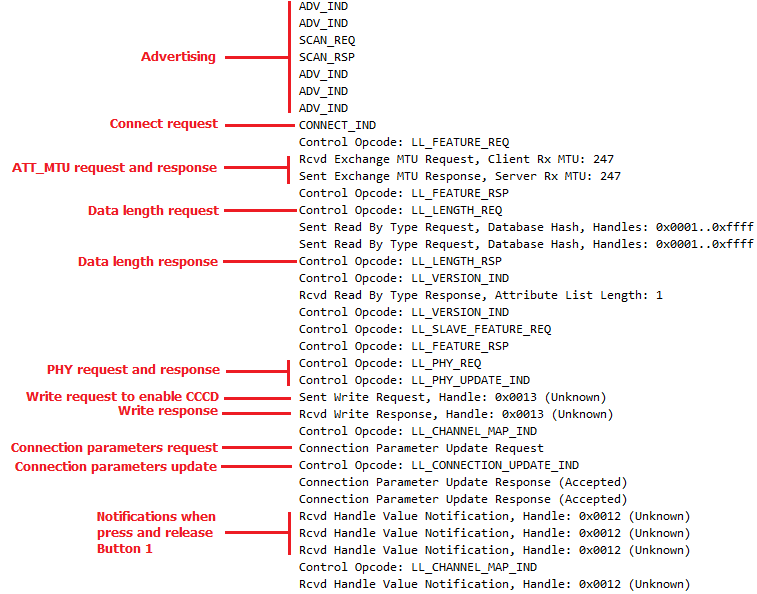 ADV_IND
ADV_IND
SCAN_REQ
Advertising SCAN_RSP
ADV_IND
ADV_IND
ADV_IND
Connect request CONNECT_IND
Control Opcode: LL_FEATURE_REQ
ATT_MTU request and response Rcvd Exchange MTU Request, Client Rx MTU: 247
Sent Exchange MTU Response, Server Rx MTU: 247
Control Opcode: LL_FEATURE_RSP
Data length request Control Opcode: LL_LENGTH_REQ
Sent Read By Type Request, Database Hash, Handles: 0x0001..0xffff
Sent Read By Type Request, Database Hash, Handles: 0x0001..0xffff
Data length response Control Opcode: LL_LENGTH_RSP
Control Opcode: LL_VERSION_IND
Rcvd Read By Type Response, Attribute List Length: 1
Control Opcode: LL_VERSION_IND
Control Opcode: LL_SLAVE_FEATURE_REQ
Control Opcode: LL_FEATURE_RSP
PHY request and response Control Opcode: LL_PHY_REQ
Control Opcode: LL_PHY_UPDATE_IND
Write request to enable CCCD Sent Write Request, Handle: 0x0013 (Unknown)
Write response Rcvd Write Response, Handle: 0x0013 (Unknown)
Control Opcode: LL_CHANNEL_MAP_IND
Connection parameters request Connection Parameter Update Request
Connection parameters update Control Opcode: LL_CONNECTION_UPDATE_IND
Connection Parameter Update Response (Accepted)
Connection Parameter Update Response (Accepted)
Notifications when Rcvd Handle Value Notification, Handle: 0x0012 (Unknown)
press and release Rcvd Handle Value Notification, Handle: 0x0012 (Unknown)
Button 1 Rcvd Handle Value Notification, Handle: 0x0012 (Unknown)
Control Opcode: LL_CHANNEL_MAP_IND
Rcvd Handle Value Notification, Handle: 0x0012 (Unknown)